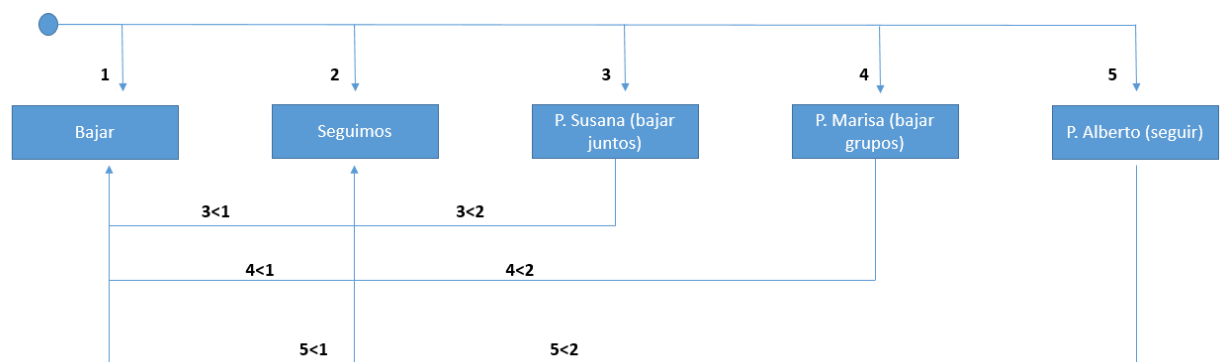 1
2
3
4
5
Bajar
Seguimos
P. Susana (bajar
juntos)
P. Marisa (bajar
grupos)
P. Alberto (seguir)
3<1
3<2
4<1
4<2
5<1
5<2